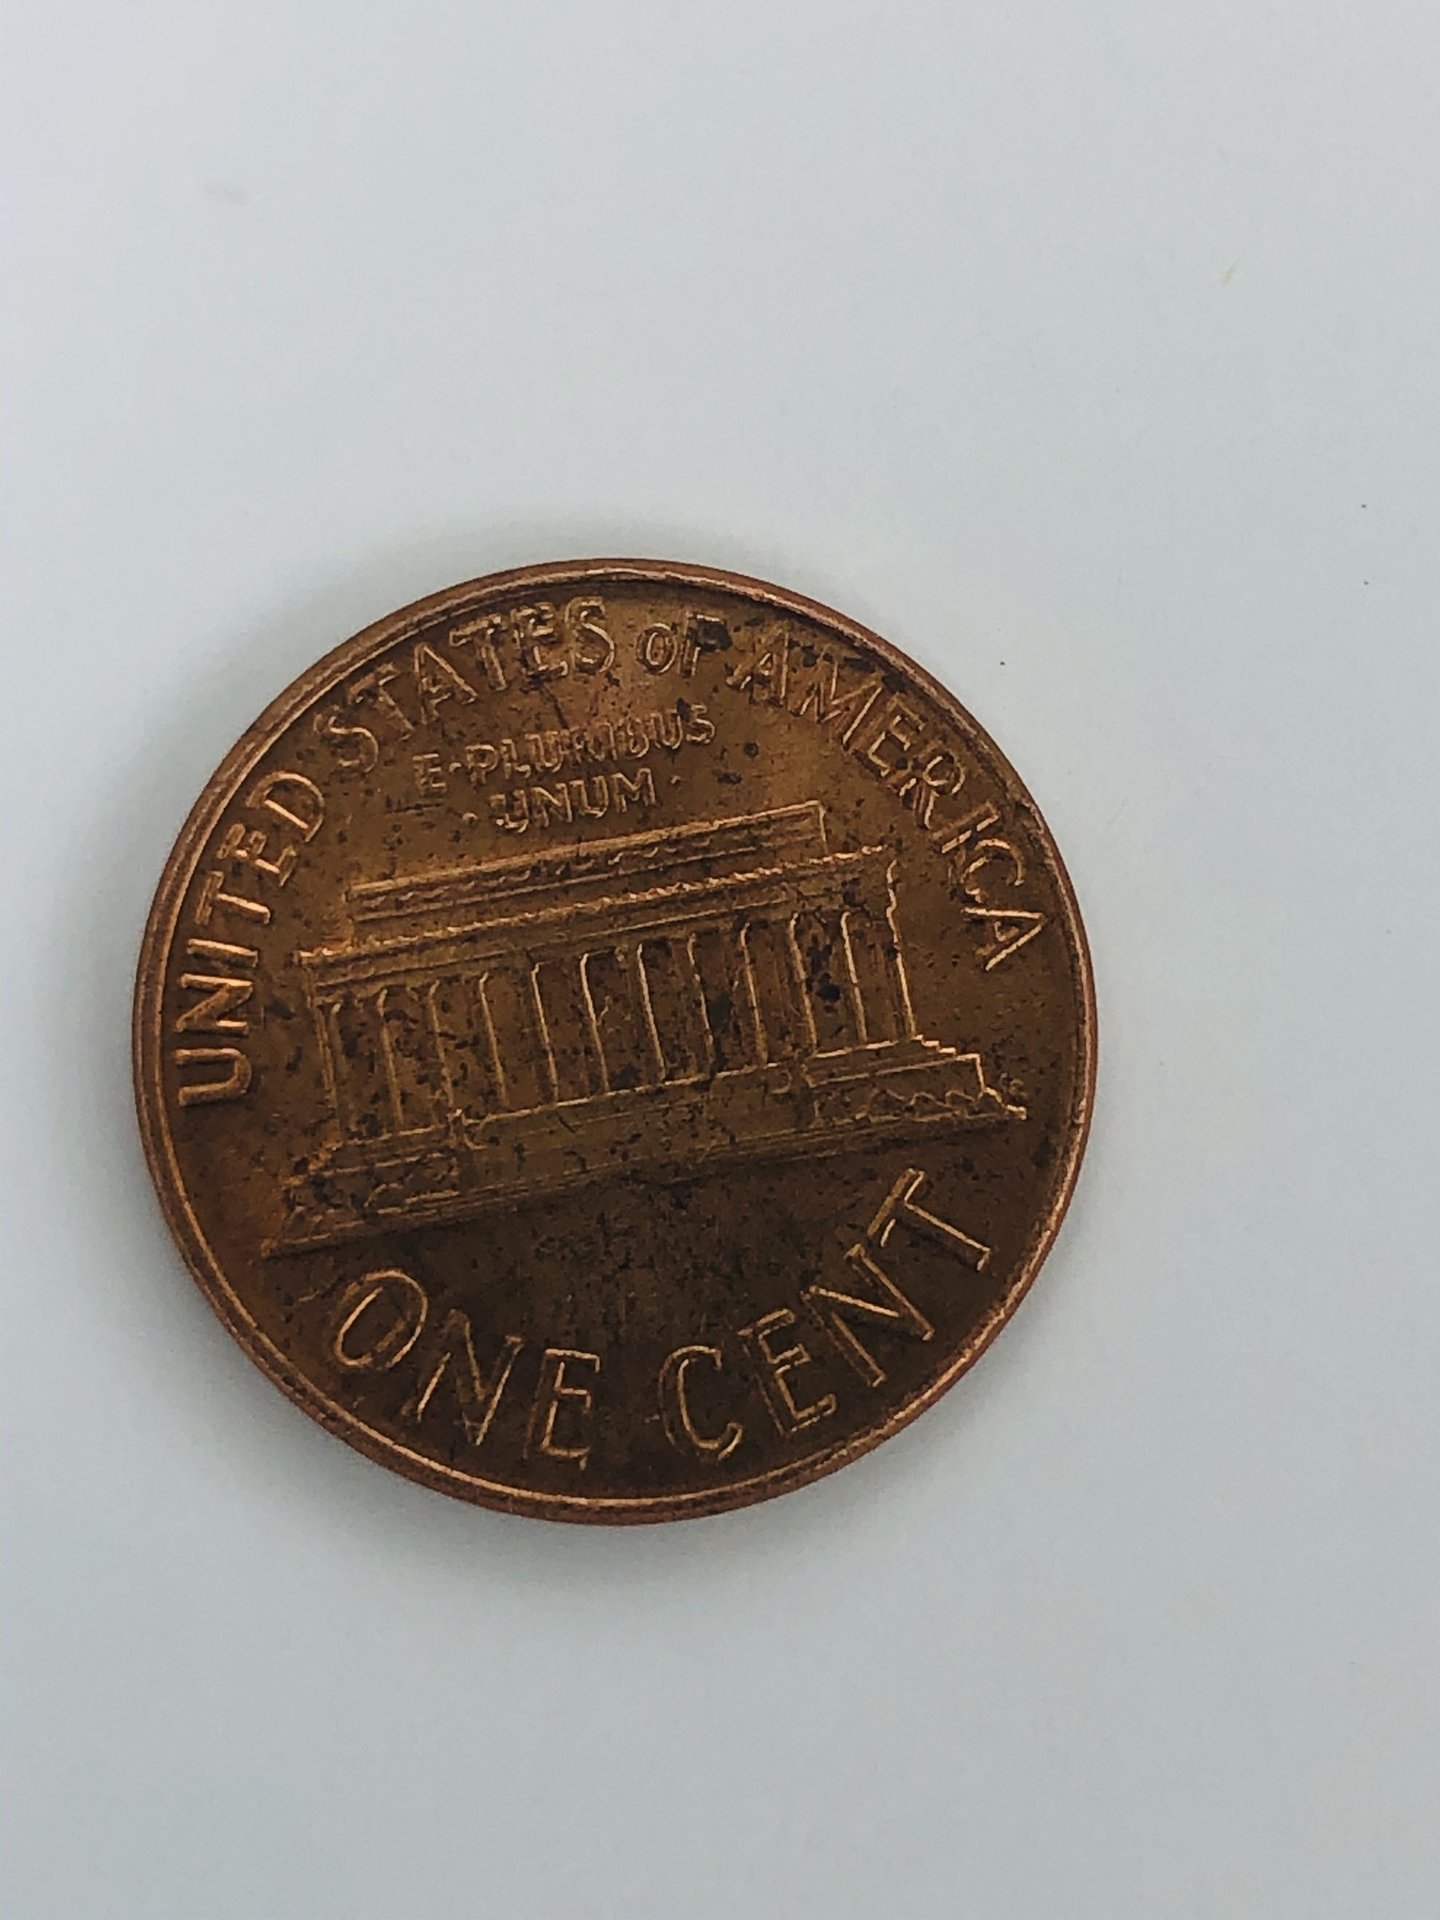 UNITED STATES OF AMERICA
E·PLURIBUS
·UNUM·
ONE CENT